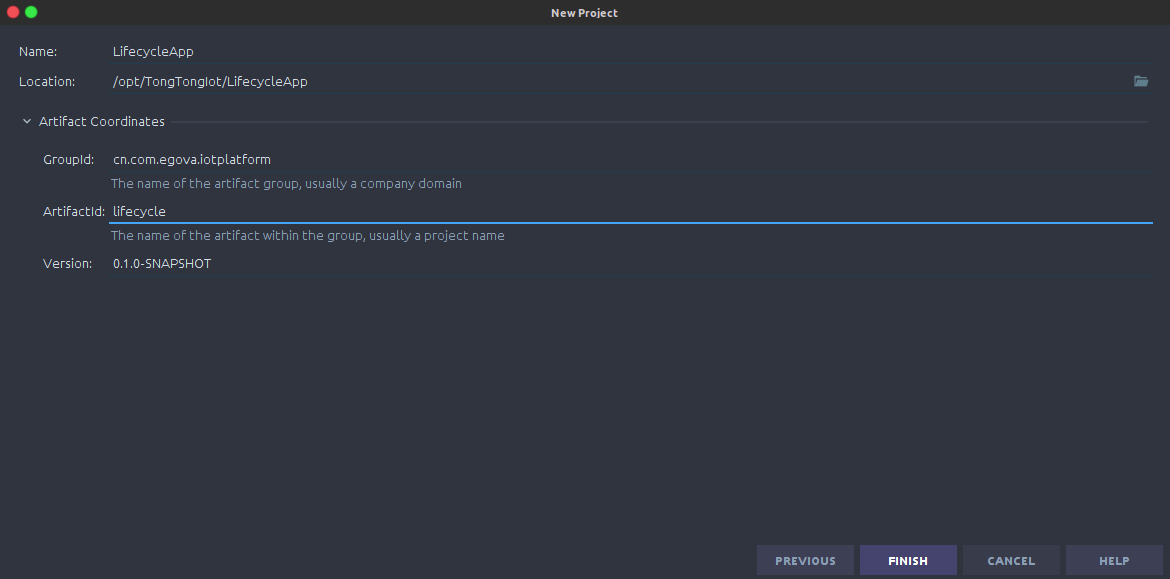 New Project
Name: LifecycleApp
Location: /opt/TongTongIot/LifecycleApp
Artifact Coordinates
GroupId: cn.com.egova.iotplatform
The name of the artifact group, usually a company domain
ArtifactId: lifecycle
The name of the artifact within the group, usually a project name
Version: 0.1.0-SNAPSHOT
PREVIOUS FINISH CANCEL HELP